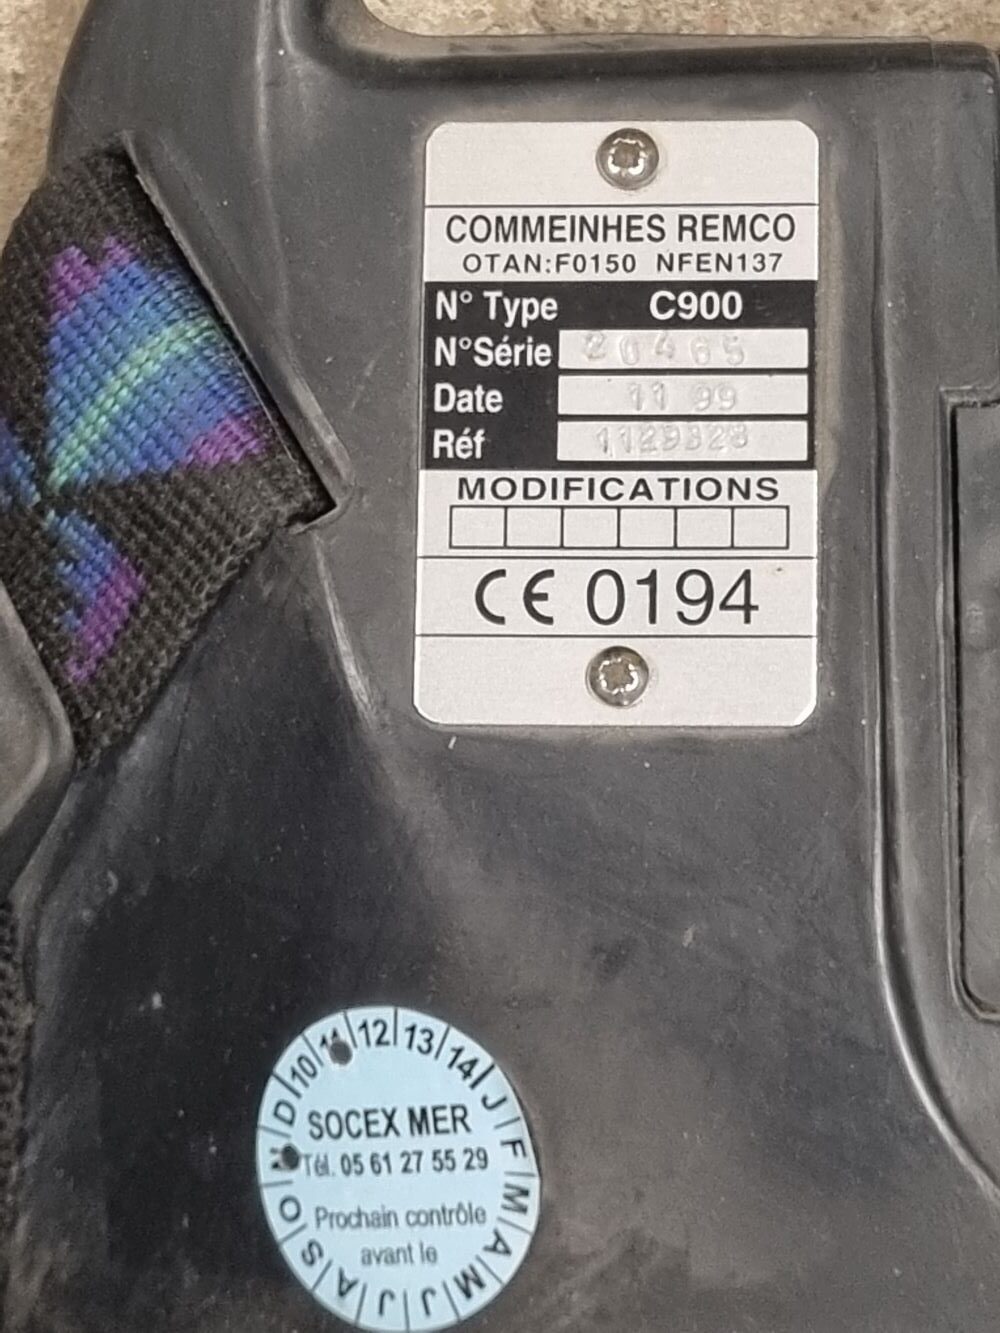 COMMEINHES REMCO
OTAN:F0150 NFEN137
N° Type C900
N°Série 20465
Date 11 99
Réf 1129328
MODIFICATIONS
CE 0194
10 11 12 13 14
J F M A M J J A S O N D
SOCEX MER
Tél. 05 61 27 55 29
Prochain contrôle
avant le